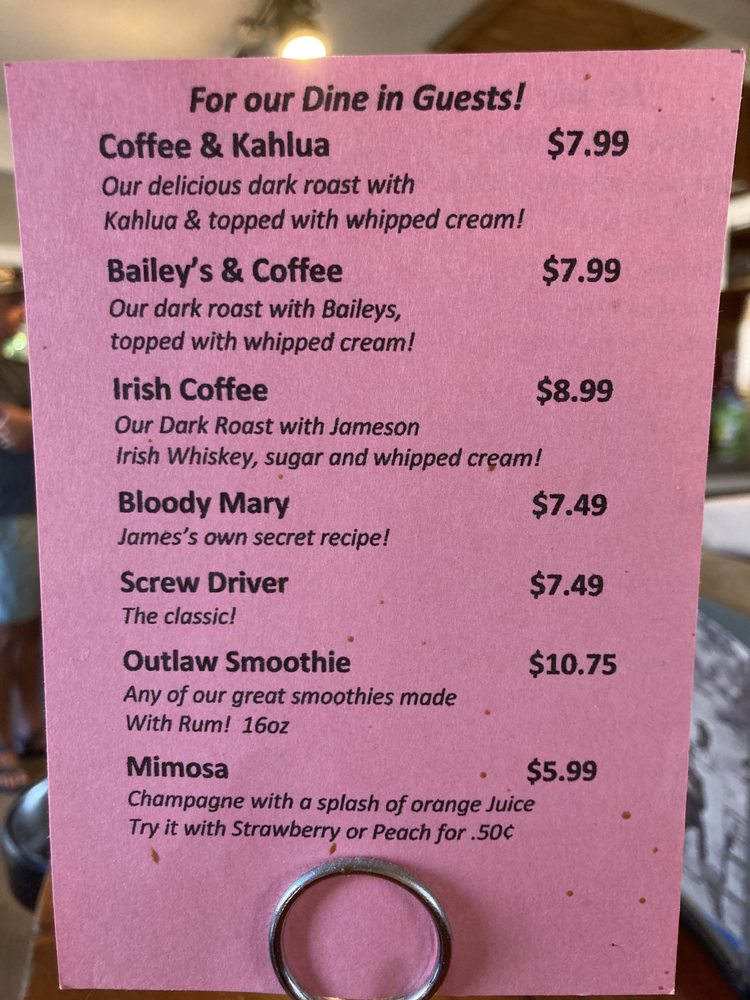 For our Dine in Guests!
Coffee & Kahlua $7.99
Our delicious dark roast with
Kahlua & topped with whipped cream!
Bailey's & Coffee $7.99
Our dark roast with Baileys,
topped with whipped cream!
Irish Coffee $8.99
Our Dark Roast with Jameson
Irish Whiskey, sugar and whipped cream!
Bloody Mary $7.49
James's own secret recipe!
Screw Driver $7.49
The classic!
Outlaw Smoothie $10.75
Any of our great smoothies made
With Rum! 16oz
Mimosa $5.99
Champagne with a splash of orange Juice
Try it with Strawberry or Peach for .50¢